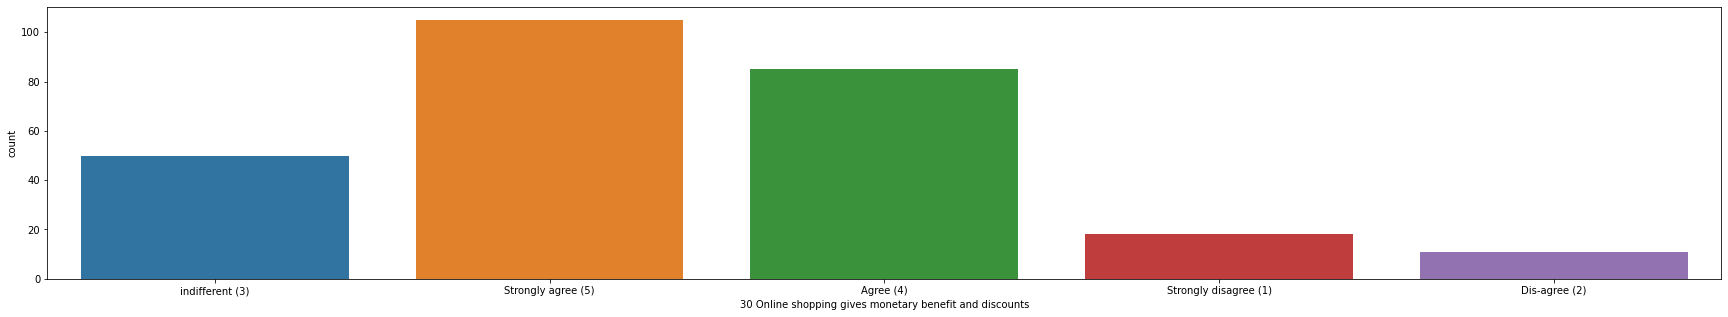 100
80
60
40
20
0
count
indifferent (3) Strongly agree (5) Agree (4) Strongly disagree (1) Dis-agree (2)
30 Online shopping gives monetary benefit and discounts